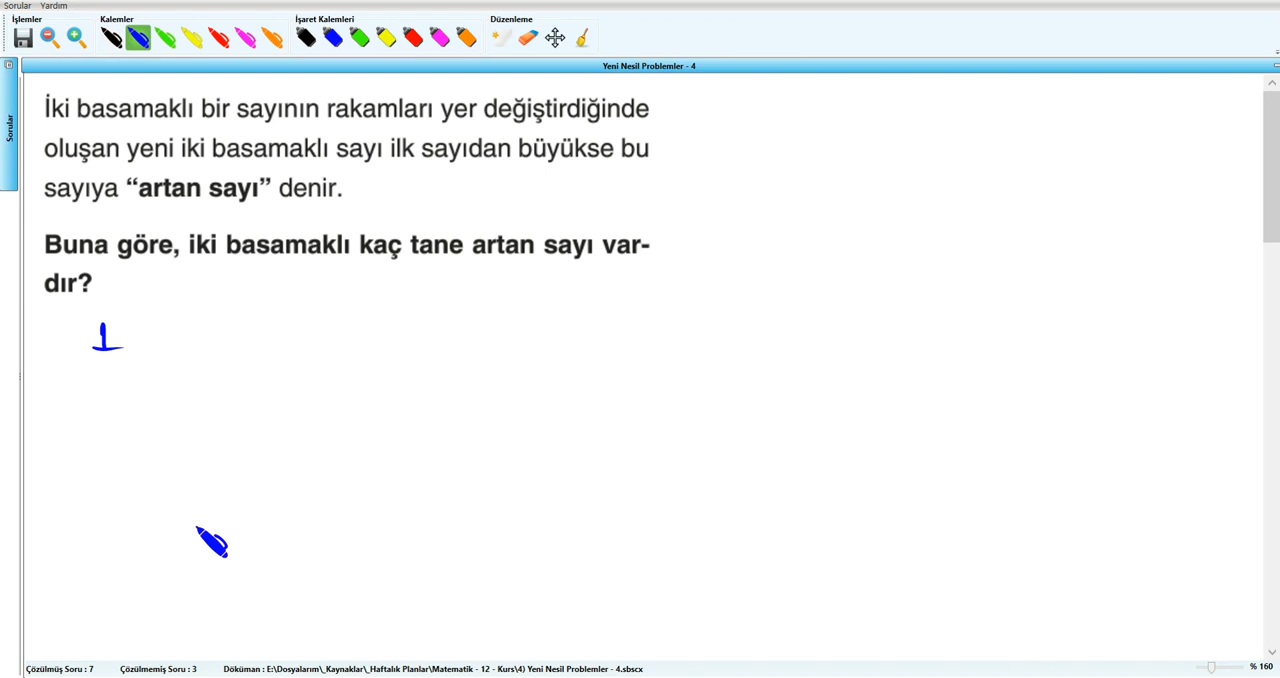 Sorular Yardım
İşlemler Kalemler İşaret Kalemleri Düzenleme
Yeni Nesil Problemler - 4
Sorular
İki basamaklı bir sayının rakamları yer değiştirdiğinde
oluşan yeni iki basamaklı sayı ilk sayıdan büyükse bu
sayıya “artan sayı” denir.
Buna göre, iki basamaklı kaç tane artan sayı var-
dır?
1
Çözülmüş Soru : 7 Çözülmemiş Soru : 3 Döküman : E:\Dosyalarım\_Kaynaklar\_Haftalık Planlar\Matematik - 12 - Kurs\4) Yeni Nesil Problemler - 4.sbscx % 160